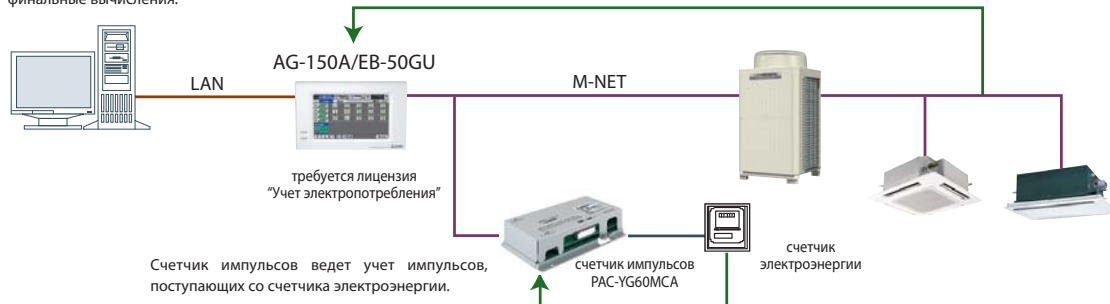 финальные вычисления.
AG-150A/EB-50GU
LAN
M-NET
требуется лицензия
“Учет электропотребления”
Счетчик импульсов ведет учет импульсов,
поступающих со счетчика электроэнергии.
счетчик импульсов
PAC-YG60MCA
счетчик
электроэнергии